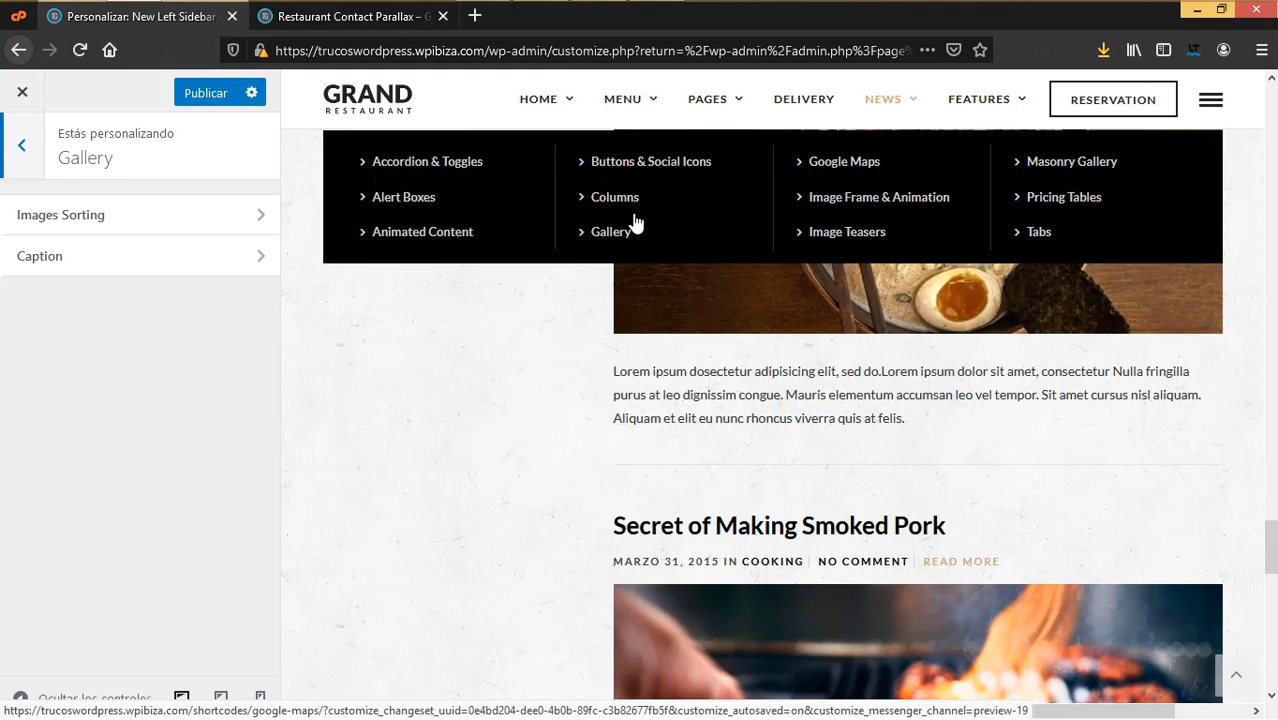 Personalizar: New Left Sidebar
Restaurant Contact Parallax – G
https://trucoswordpress.wpibiza.com/wp-admin/customize.php?return=%2Fwp-admin%2Fadmin.php%3Fpage
Publicar
Estás personalizando
Gallery
Images Sorting
Caption
Ocultar los controles
GRAND
RESTAURANT
HOME MENU PAGES DELIVERY NEWS FEATURES RESERVATION
Accordion & Toggles Buttons & Social Icons Google Maps Masonry Gallery
Alert Boxes Columns Image Frame & Animation Pricing Tables
Animated Content Gallery Image Teasers Tabs
Lorem ipsum dosectetur adipisicing elit, sed do.Lorem ipsum dolor sit amet, consectetur Nulla fringilla
purus at leo dignissim congue. Mauris elementum accumsan leo vel tempor. Sit amet cursus nisl aliquam.
Aliquam et elit eu nunc rhoncus viverra quis at felis.
Secret of Making Smoked Pork
MARZO 31, 2015 IN COOKING NO COMMENT READ MORE
https://trucoswordpress.wpibiza.com/shortcodes/google-maps/?customize_changeset_uuid=0e4bd204-dee0-4b0b-89fc-c3b82677fb5f&customize_autosaved=on&customize_messenger_channel=preview-19